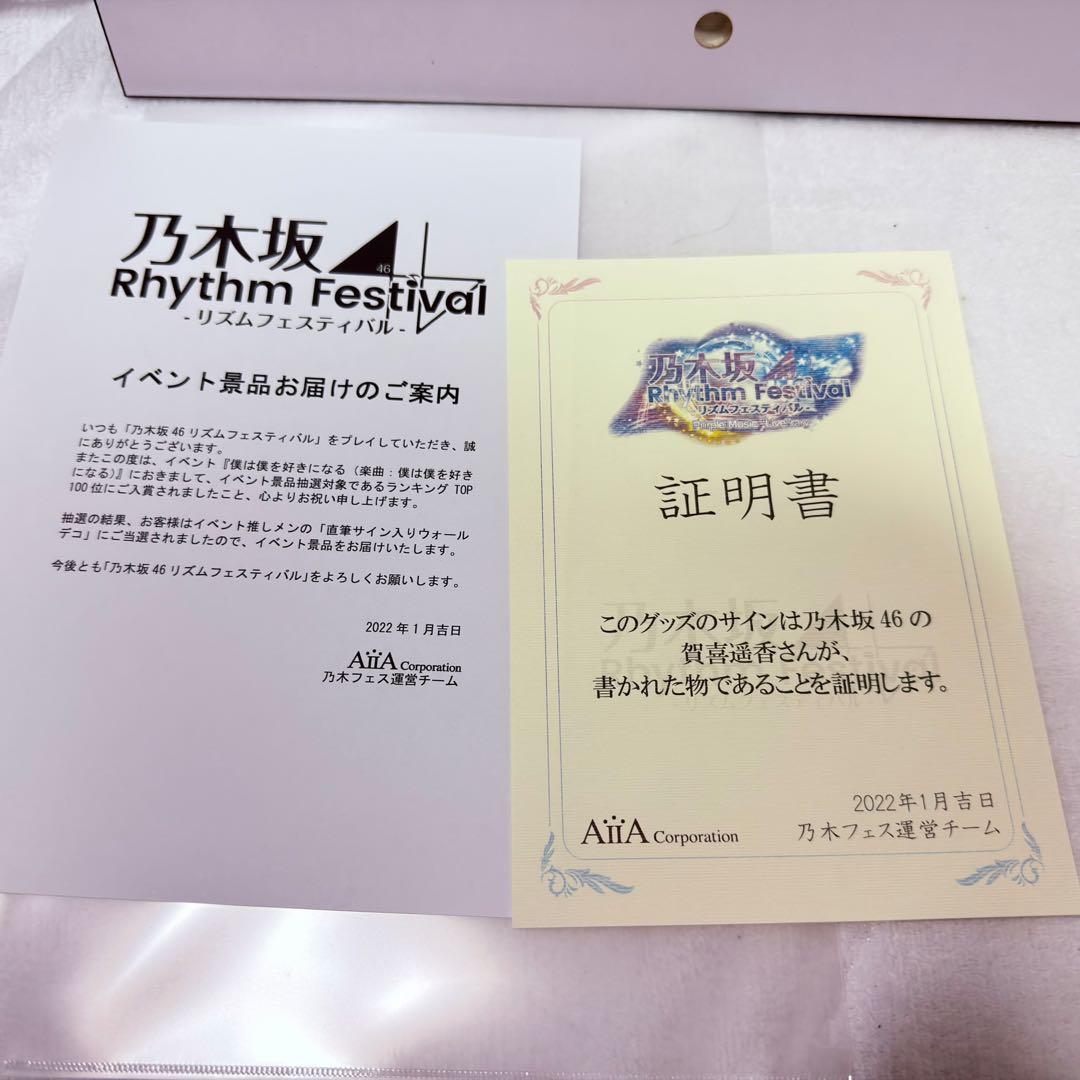 乃木坂46
Rhythm Festival
- リズムフェスティバル -
イベント景品お届けのご案内
いつも「乃木坂46リズムフェスティバル」をプレイしていただき、誠
にありがとうございます。
またこの度は、イベント『僕は僕を好きになる（楽曲：僕は僕を好き
になる）』におきまして、イベント景品抽選対象であるランキング TOP
100位にご入賞されましたこと、心よりお祝い申し上げます。
抽選の結果、お客様はイベント推しメンの「直筆サイン入りウォール
デコ」にご当選されましたので、イベント景品をお届けいたします。
今後とも「乃木坂46リズムフェスティバル」をよろしくお願いします。
2022年1月吉日
AiiA Corporation
乃木フェス運営チーム
乃木坂46
Rhythm Festival
- リズムフェスティバル -
証明書
このグッズのサインは乃木坂46の
賀喜遥香さんが、
書かれた物であることを証明します。
2022年1月吉日
AiiA Corporation
乃木フェス運営チーム